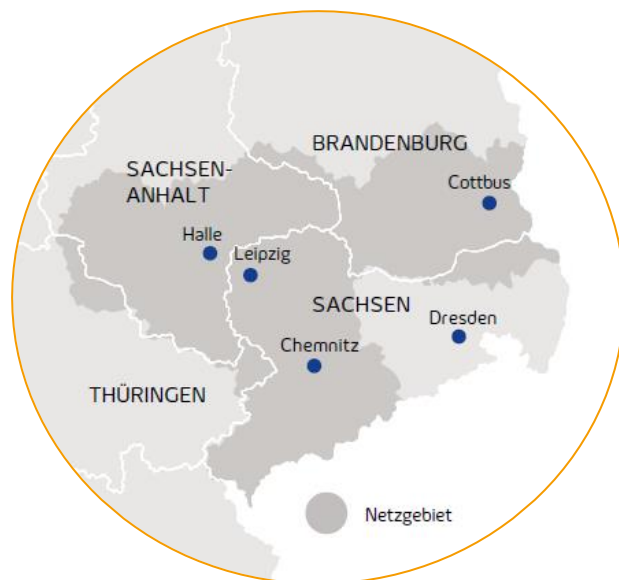 BRANDENBURG
SACHSEN-
ANHALT
Cottbus
Halle
Leipzig
SACHSEN
Dresden
Chemnitz
THÜRINGEN
Netzgebiet